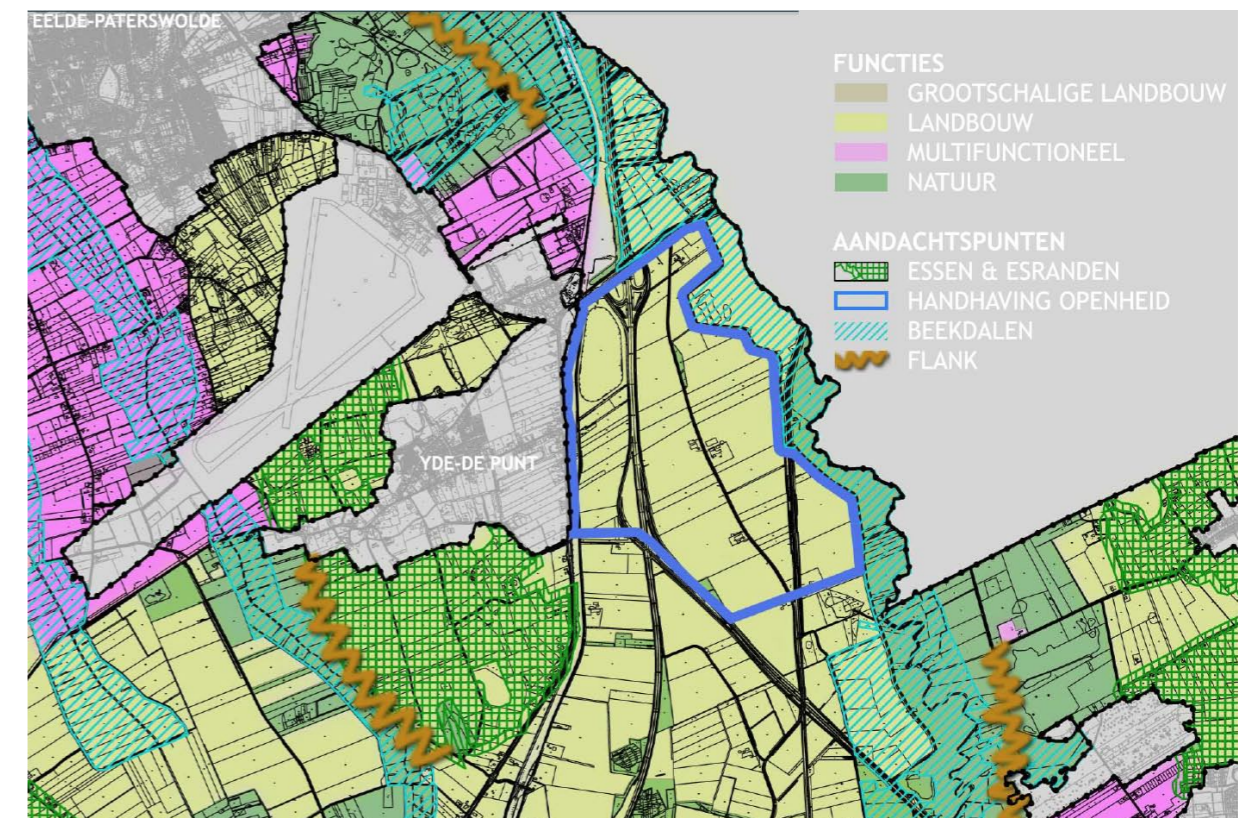 EELDE-PATERSWOLDE
FUNCTIES
GROOTSCHALIGE LANDBOUW
LANDBOUW
MULTIFUNCTIONEEL
NATUUR
AANDACHTSPUNTEN
ESSEN & ESRANDEN
HANDHAVING OPENHEID
BEEKDALEN
FLANK
YDE-DE PUNT